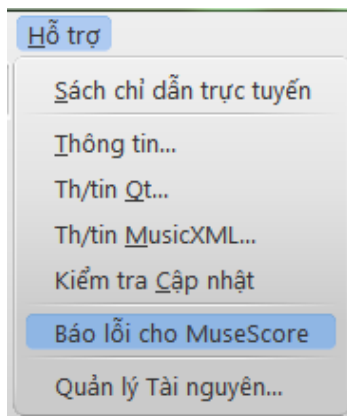 Hỗ trợ
Sách chỉ dẫn trực tuyến
Thông tin...
Th/tin Qt...
Th/tin MusicXML...
Kiểm tra Cập nhật
Báo lỗi cho MuseScore
Quản lý Tài nguyên...